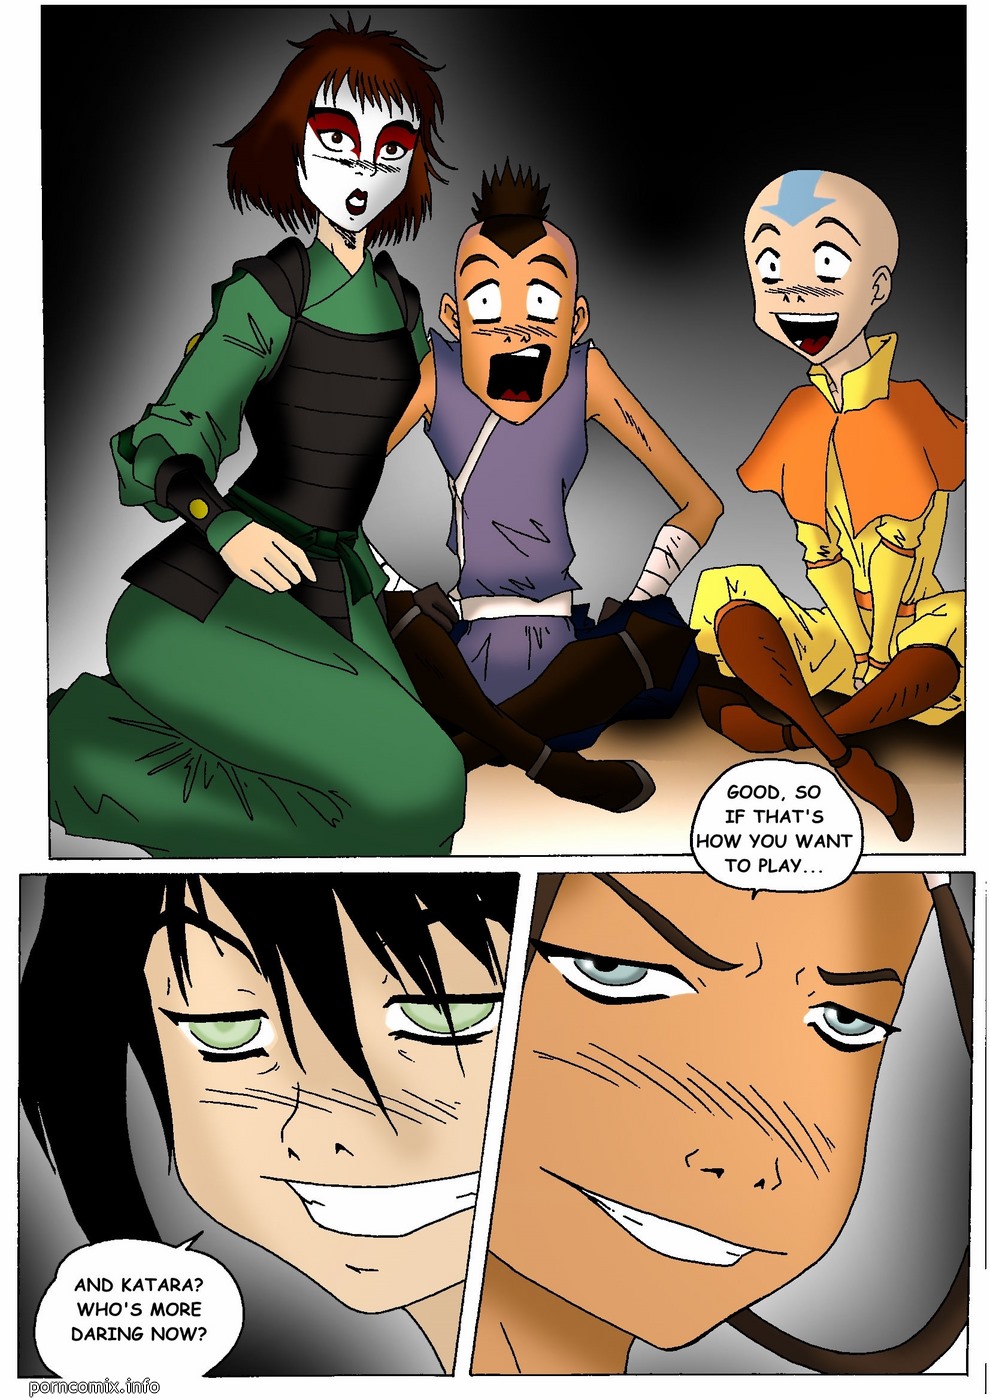 GOOD, SO
IF THAT'S
HOW YOU WANT
TO PLAY...
AND KATARA?
WHO'S MORE
DARING NOW?
porncomix.info